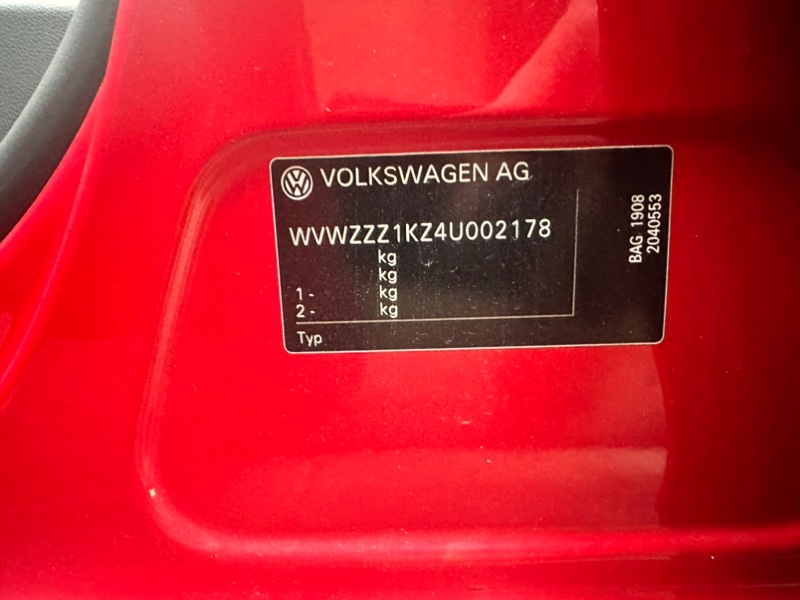 VOLKSWAGEN AG
WVWZZZ1KZ4U002178
kg
kg
1 - kg
2 - kg
Typ
BAG 1908
2040553